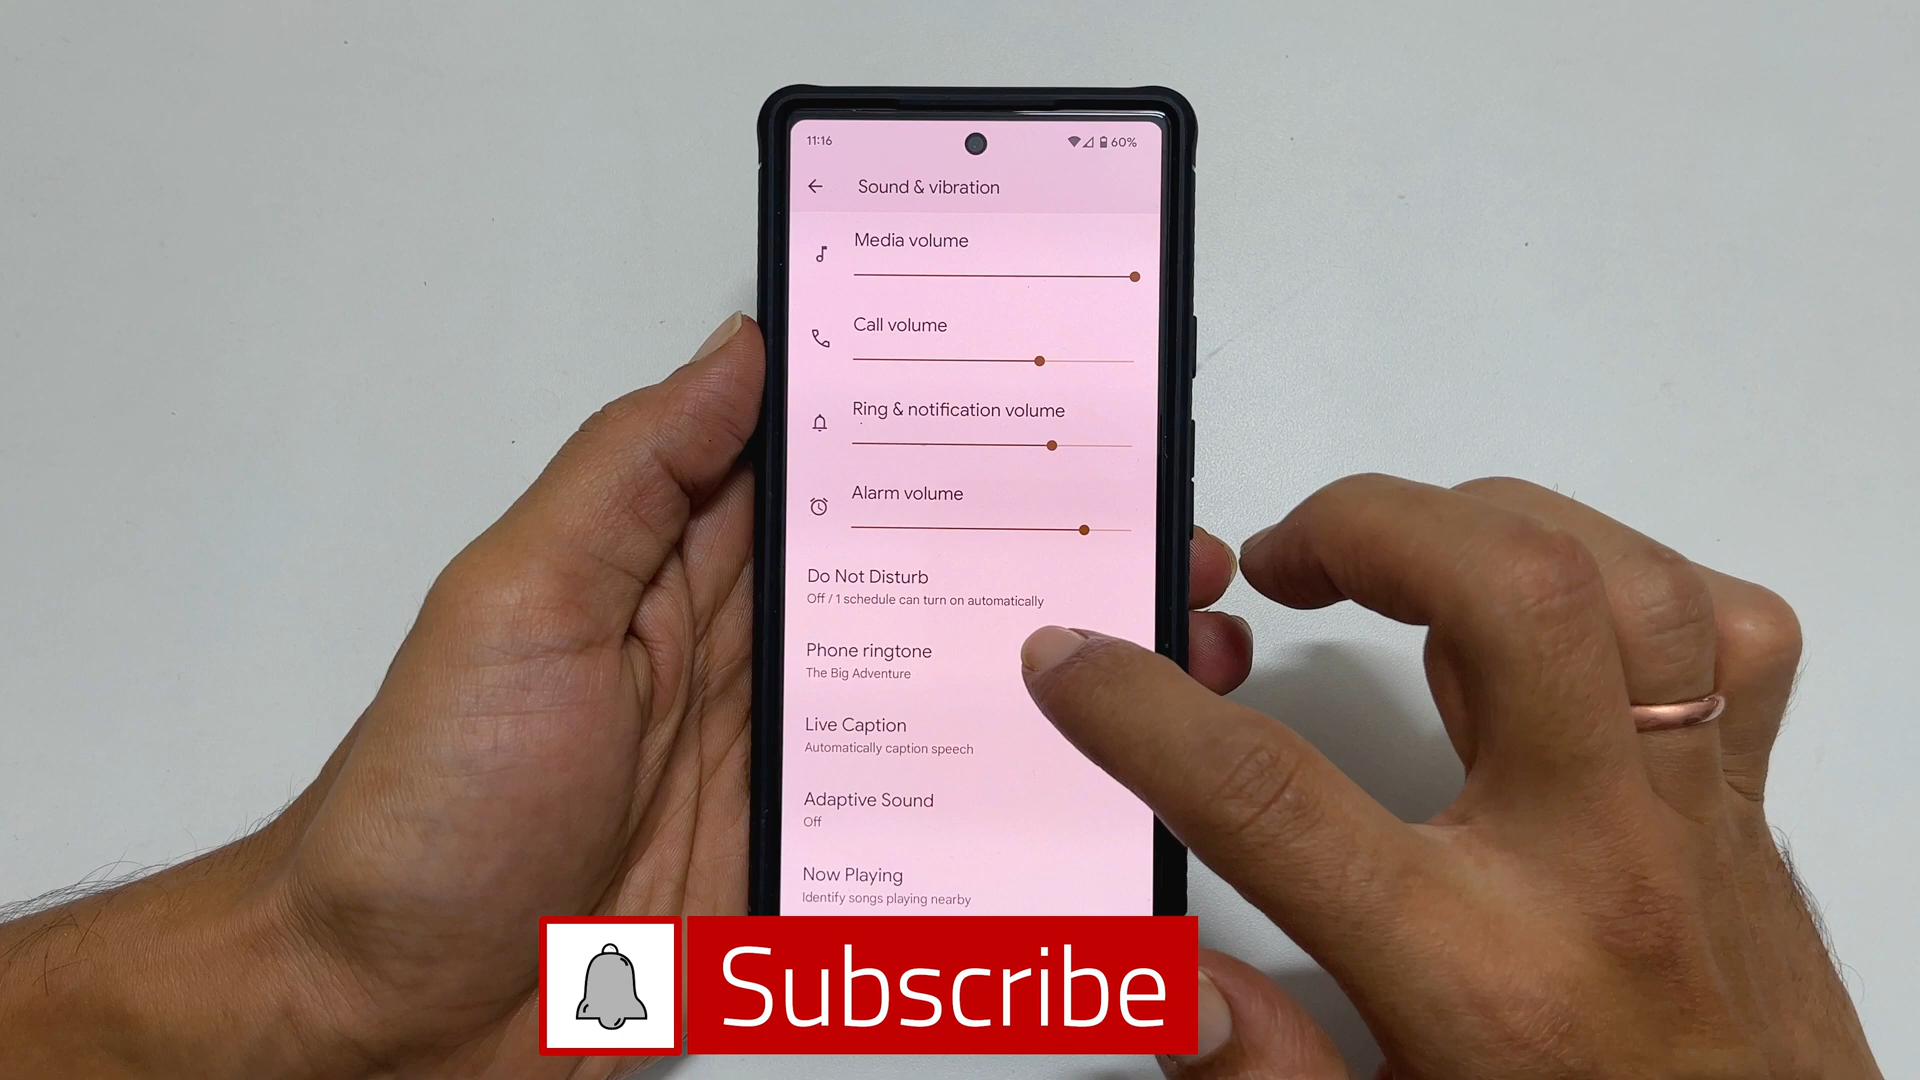 11:16
60%
Sound & vibration
Media volume
Call volume
Ring & notification volume
Alarm volume
Do Not Disturb
Off / 1 schedule can turn on automatically
Phone ringtone
The Big Adventure
Live Caption
Automatically caption speech
Adaptive Sound
Off
Now Playing
Identify songs playing nearby
Subscribe